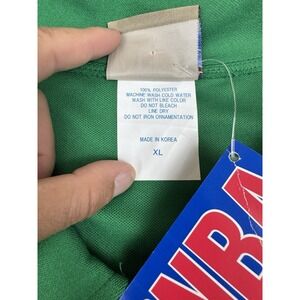 100% POLYESTER
MACHINE WASH COLD WATER
WASH WITH LIKE COLOR
DO NOT BLEACH
LINE DRY
DO NOT IRON ORNAMENTATION
MADE IN KOREA
XL
NBA